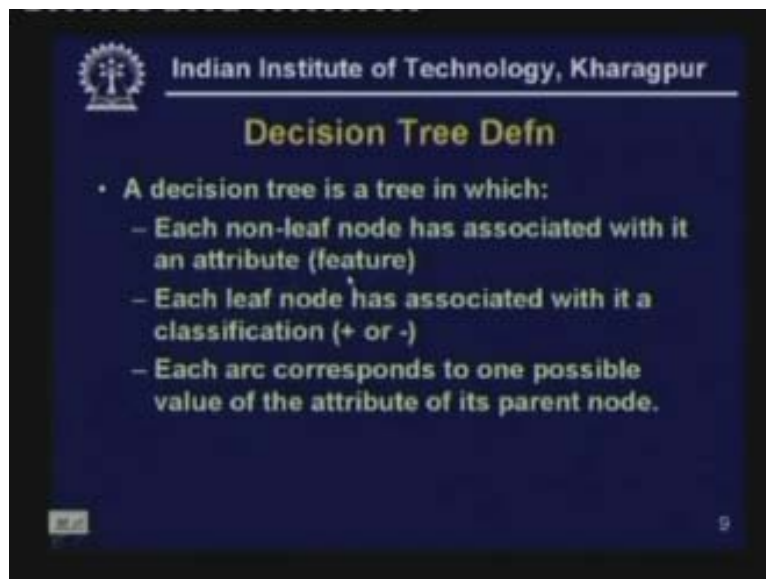 Indian Institute of Technology, Kharagpur
Decision Tree Defn
• A decision tree is a tree in which:
– Each non-leaf node has associated with it
an attribute (feature)
– Each leaf node has associated with it a
classification (+ or -)
– Each arc corresponds to one possible
value of the attribute of its parent node.
9